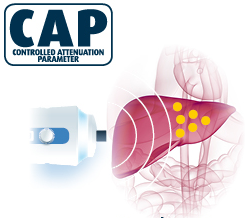 CAP
CONTROLLED ATTENUATION
PARAMETER